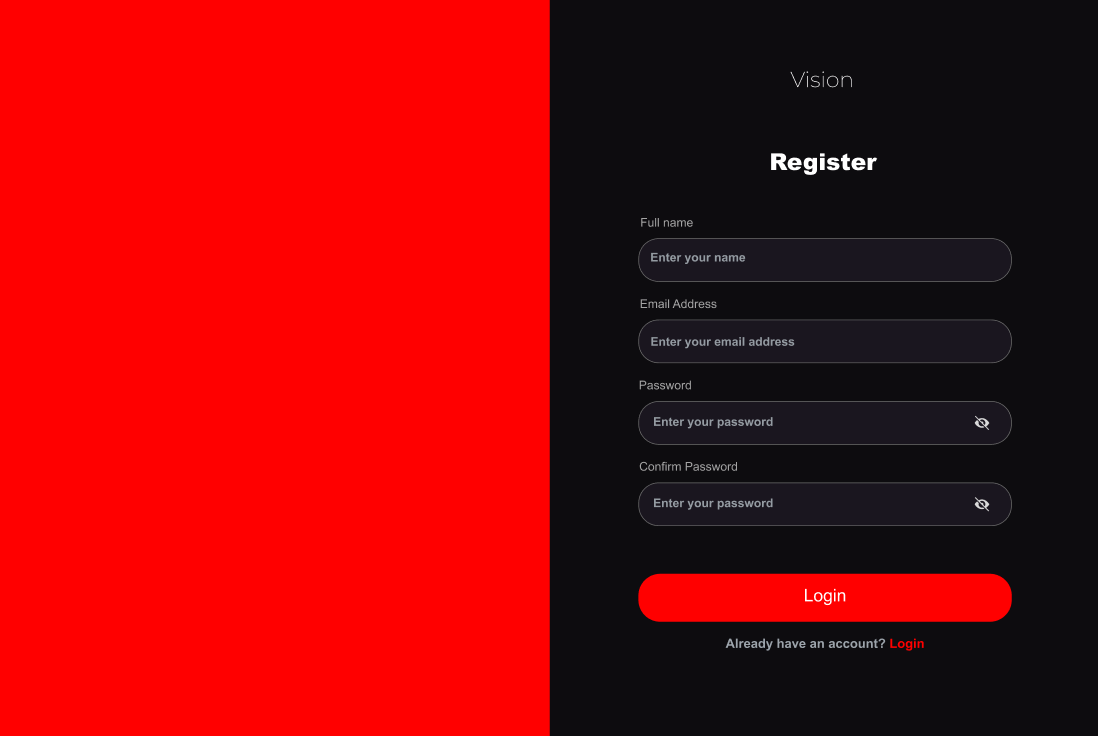 Vision
Register
Full name
Enter your name
Email Address
Enter your email address
Password
Enter your password
Confirm Password
Enter your password
Login
Already have an account? Login